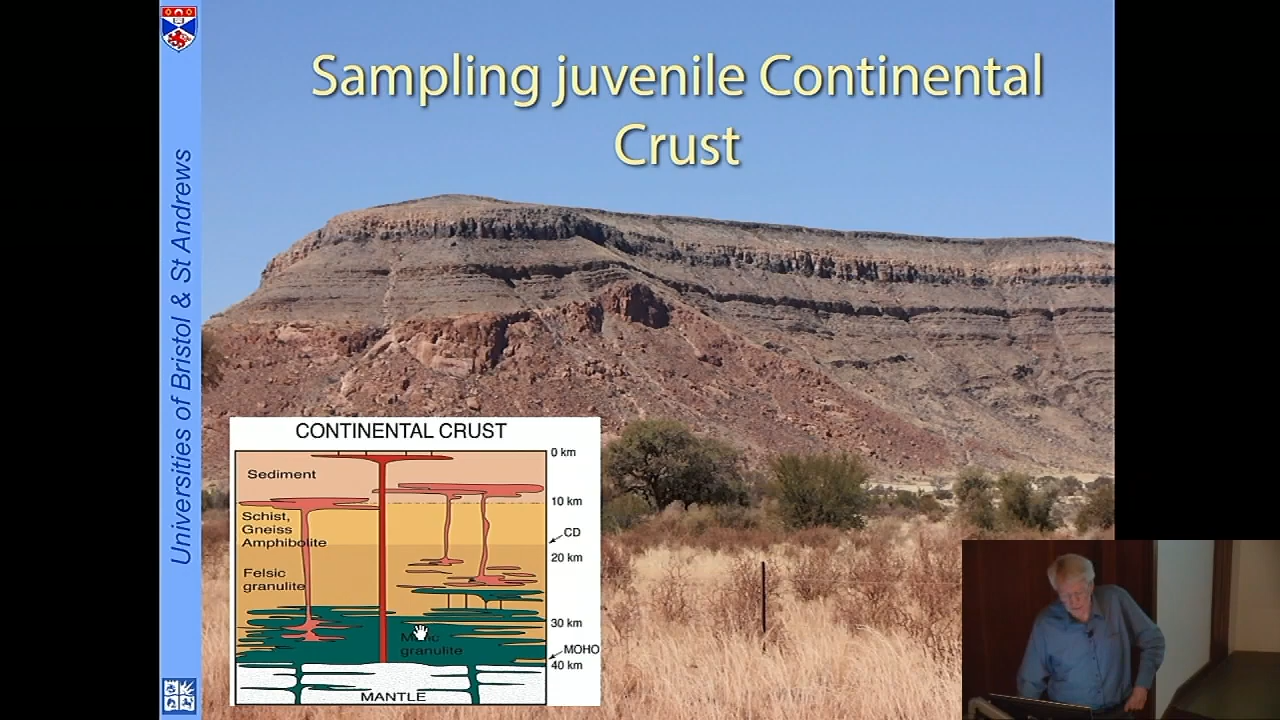 Sampling juvenile Continental
Crust
Universities of Bristol & St Andrews
CONTINENTAL CRUST
0 km
Sediment
10 km
Schist,
Gneiss
Amphibolite
CD
20 km
Felsic
granulite
30 km
granulite
MOHO
40 km
MANTLE